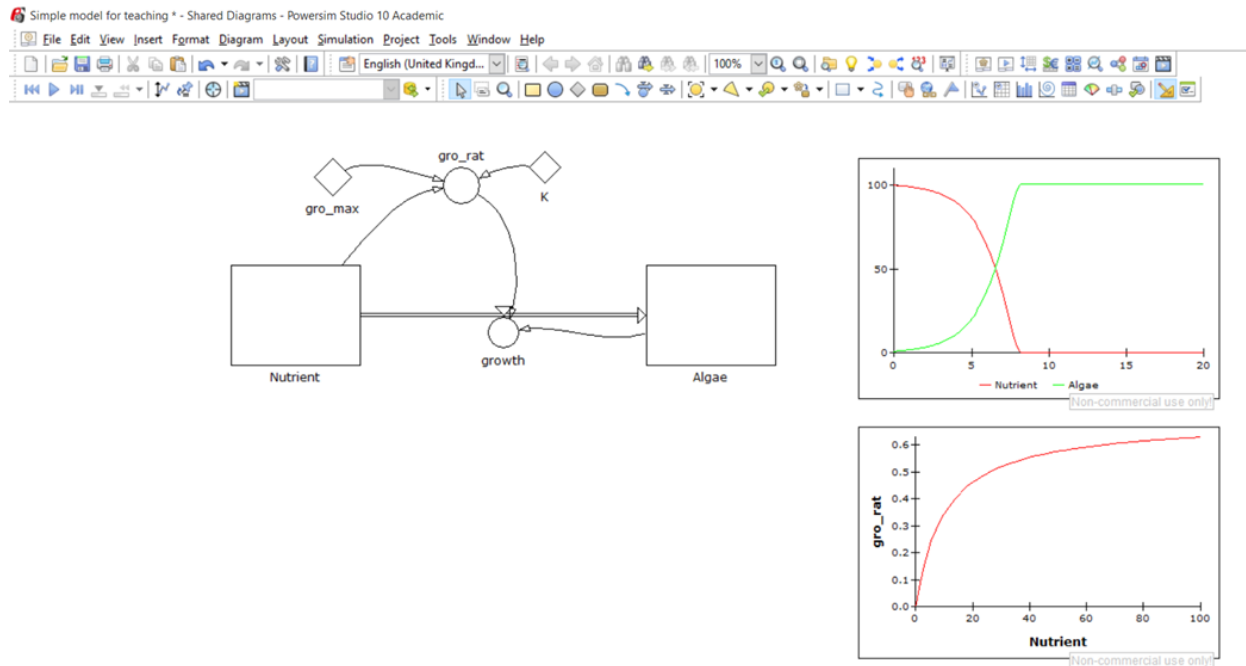 Simple model for teaching * - Shared Diagrams - Powersim Studio 10 Academic
File Edit View Insert Format Diagram Layout Simulation Project Tools Window Help
English (United Kingd...
100%
gro_rat
gro_max
K
Nutrient
growth
Algae
100
50
0
0 5 10 15 20
Nutrient Algae
Non-commercial use only!
0.6
0.5
0.4
0.3
0.2
0.1
0.0
gro_rat
0 20 40 60 80 100
Nutrient
Non-commercial use only!